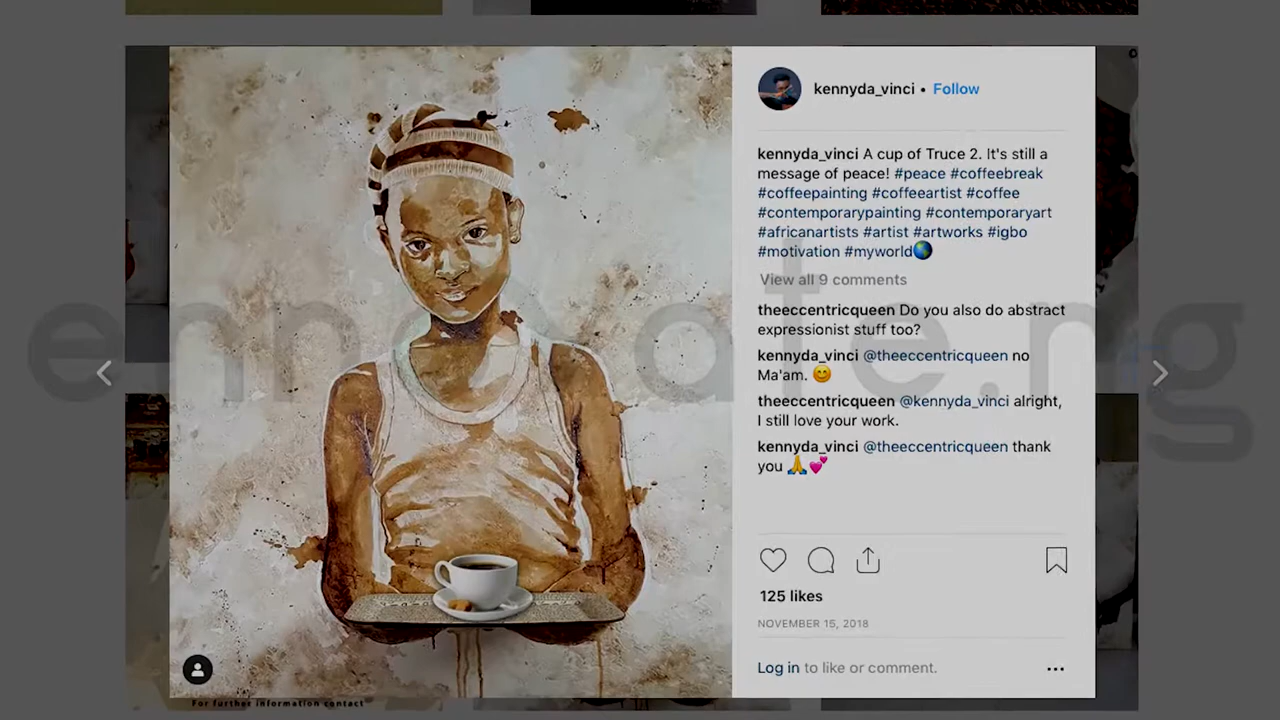 kennyda_vinci • Follow
kennyda_vinci A cup of Truce 2. It's still a
message of peace! #peace #coffeebreak
#coffeepainting #coffeeartist #coffee
#contemporarypainting #contemporaryart
#africanartists #artist #artworks #igbo
#motivation #myworld🌍
View all 9 comments
theeccentricqueen Do you also do abstract
expressionist stuff too?
kennyda_vinci @theeccentricqueen no
Ma'am. 😊
theeccentricqueen @kennyda_vinci alright,
I still love your work.
kennyda_vinci @theeccentricqueen thank
you 🙏💕
125 likes
NOVEMBER 15, 2018
Log in to like or comment.
For further information contact